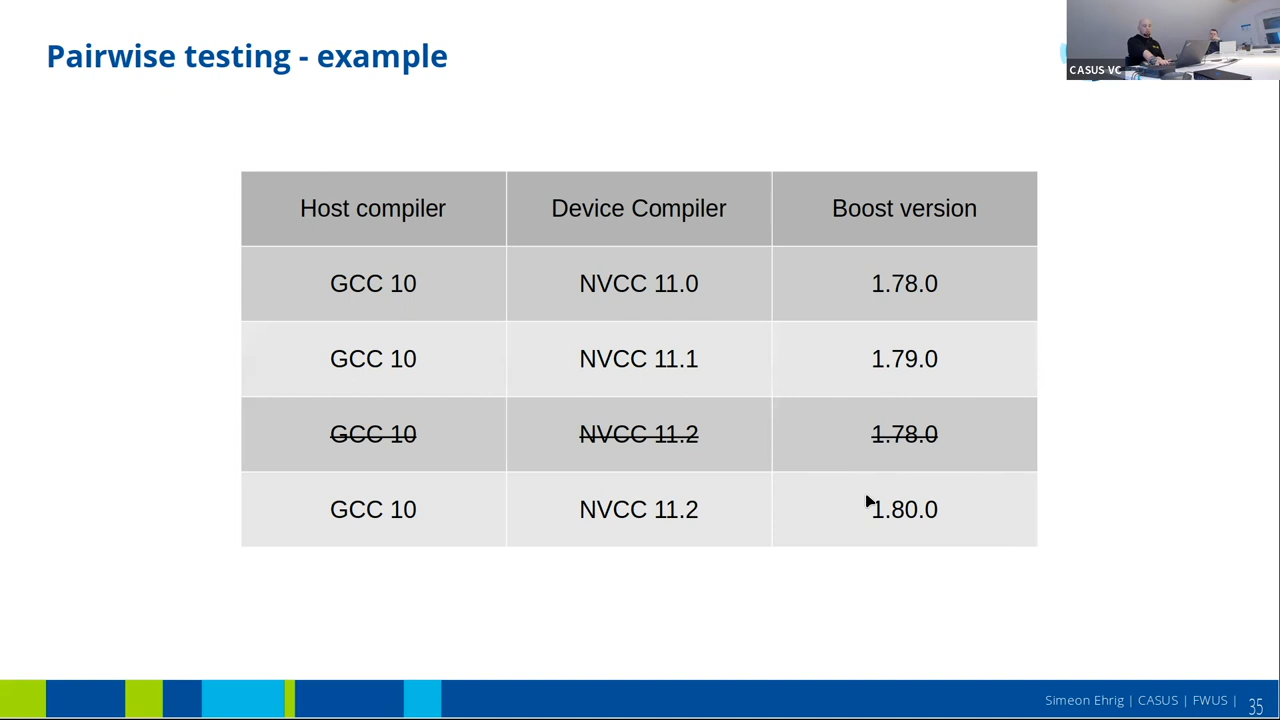 Pairwise testing - example
CASUS VC
Host compiler Device Compiler Boost version
GCC 10 NVCC 11.0 1.78.0
GCC 10 NVCC 11.1 1.79.0
GCC 10 NVCC 11.2 1.78.0
GCC 10 NVCC 11.2 1.80.0
Simeon Ehrig | CASUS | FWUS | 35